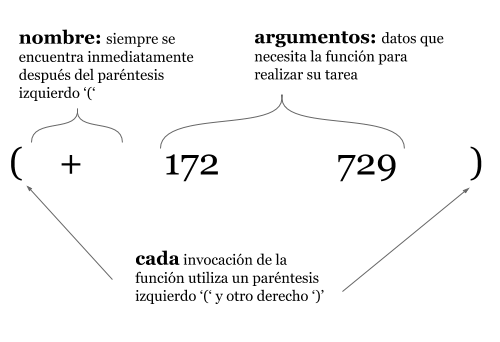 nombre: siempre se
encuentra inmediatamente
después del paréntesis
izquierdo ‘(‘
argumentos: datos que
necesita la función para
realizar su tarea
( + 172 729 )
cada invocación de la
función utiliza un paréntesis
izquierdo ‘(‘ y otro derecho ‘)’